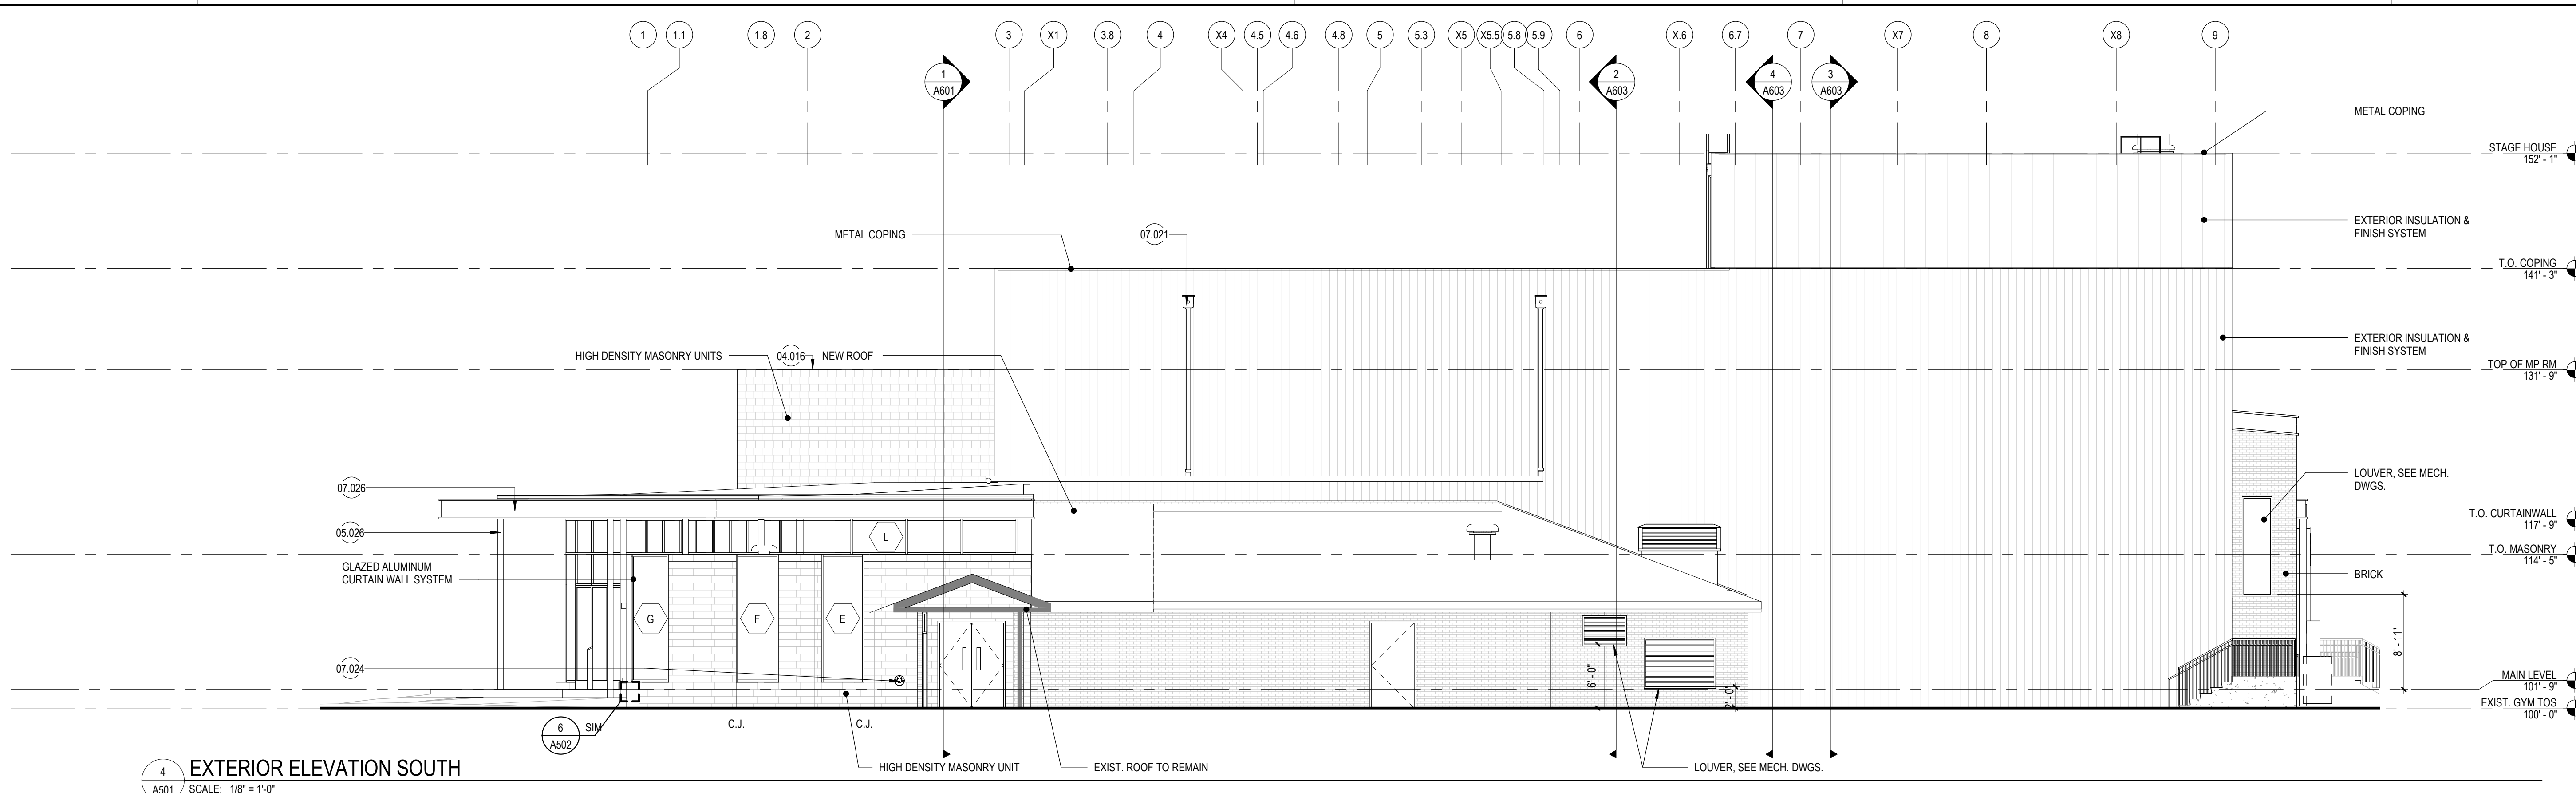 1 1.1 1.8 2 3 X1 3.8 4 X4 4.5 4.6 4.8 5 5.3 X5 X5.5 5.8 5.9 6 X.6 6.7 7 X7 8 X8 9
1
A601
2
A603
4
A603
3
A603
METAL COPING
STAGE HOUSE
152' - 1"
EXTERIOR INSULATION &
FINISH SYSTEM
METAL COPING
07.021
T.O. COPING
141' - 3"
EXTERIOR INSULATION &
FINISH SYSTEM
HIGH DENSITY MASONRY UNITS
04.016
NEW ROOF
TOP OF MP RM
131' - 9"
LOUVER, SEE MECH.
DWGS.
07.026
T.O. CURTAINWALL
117' - 9"
05.026
L
T.O. MASONRY
114' - 5"
GLAZED ALUMINUM
CURTAIN WALL SYSTEM
BRICK
G
F
E
8' - 11"
07.024
6' - 0"
2' - 0"
MAIN LEVEL
101' - 9"
EXIST. GYM TOS
100' - 0"
C.J.
C.J.
6
A502
SIM
HIGH DENSITY MASONRY UNIT
EXIST. ROOF TO REMAIN
LOUVER, SEE MECH. DWGS.
4
A501
EXTERIOR ELEVATION SOUTH
SCALE: 1/8" = 1'-0"